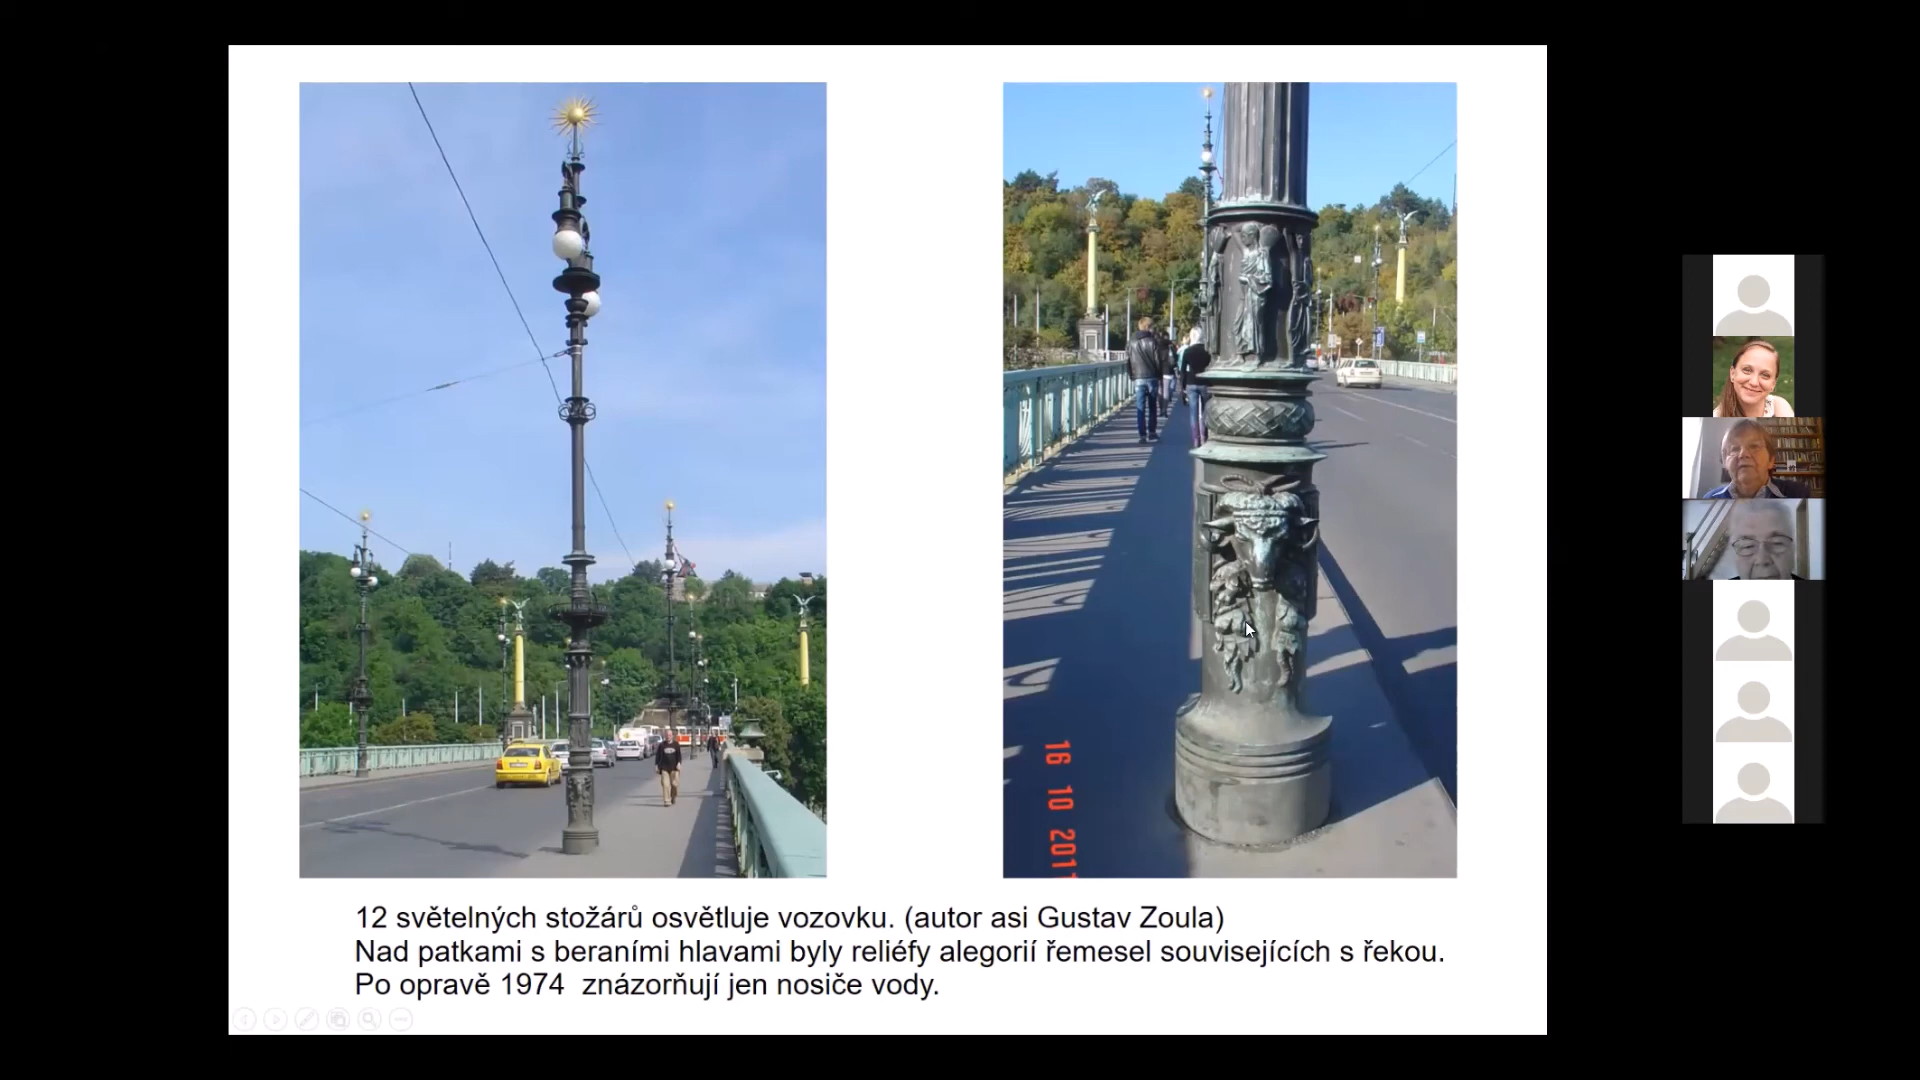 16 10 201
12 světelných stožárů osvětluje vozovku. (autor asi Gustav Zoula)
Nad patkami s beraními hlavami byly reliéfy alegorií řemesel souvisejících s řekou.
Po opravě 1974  znázorňují jen nosiče vody.